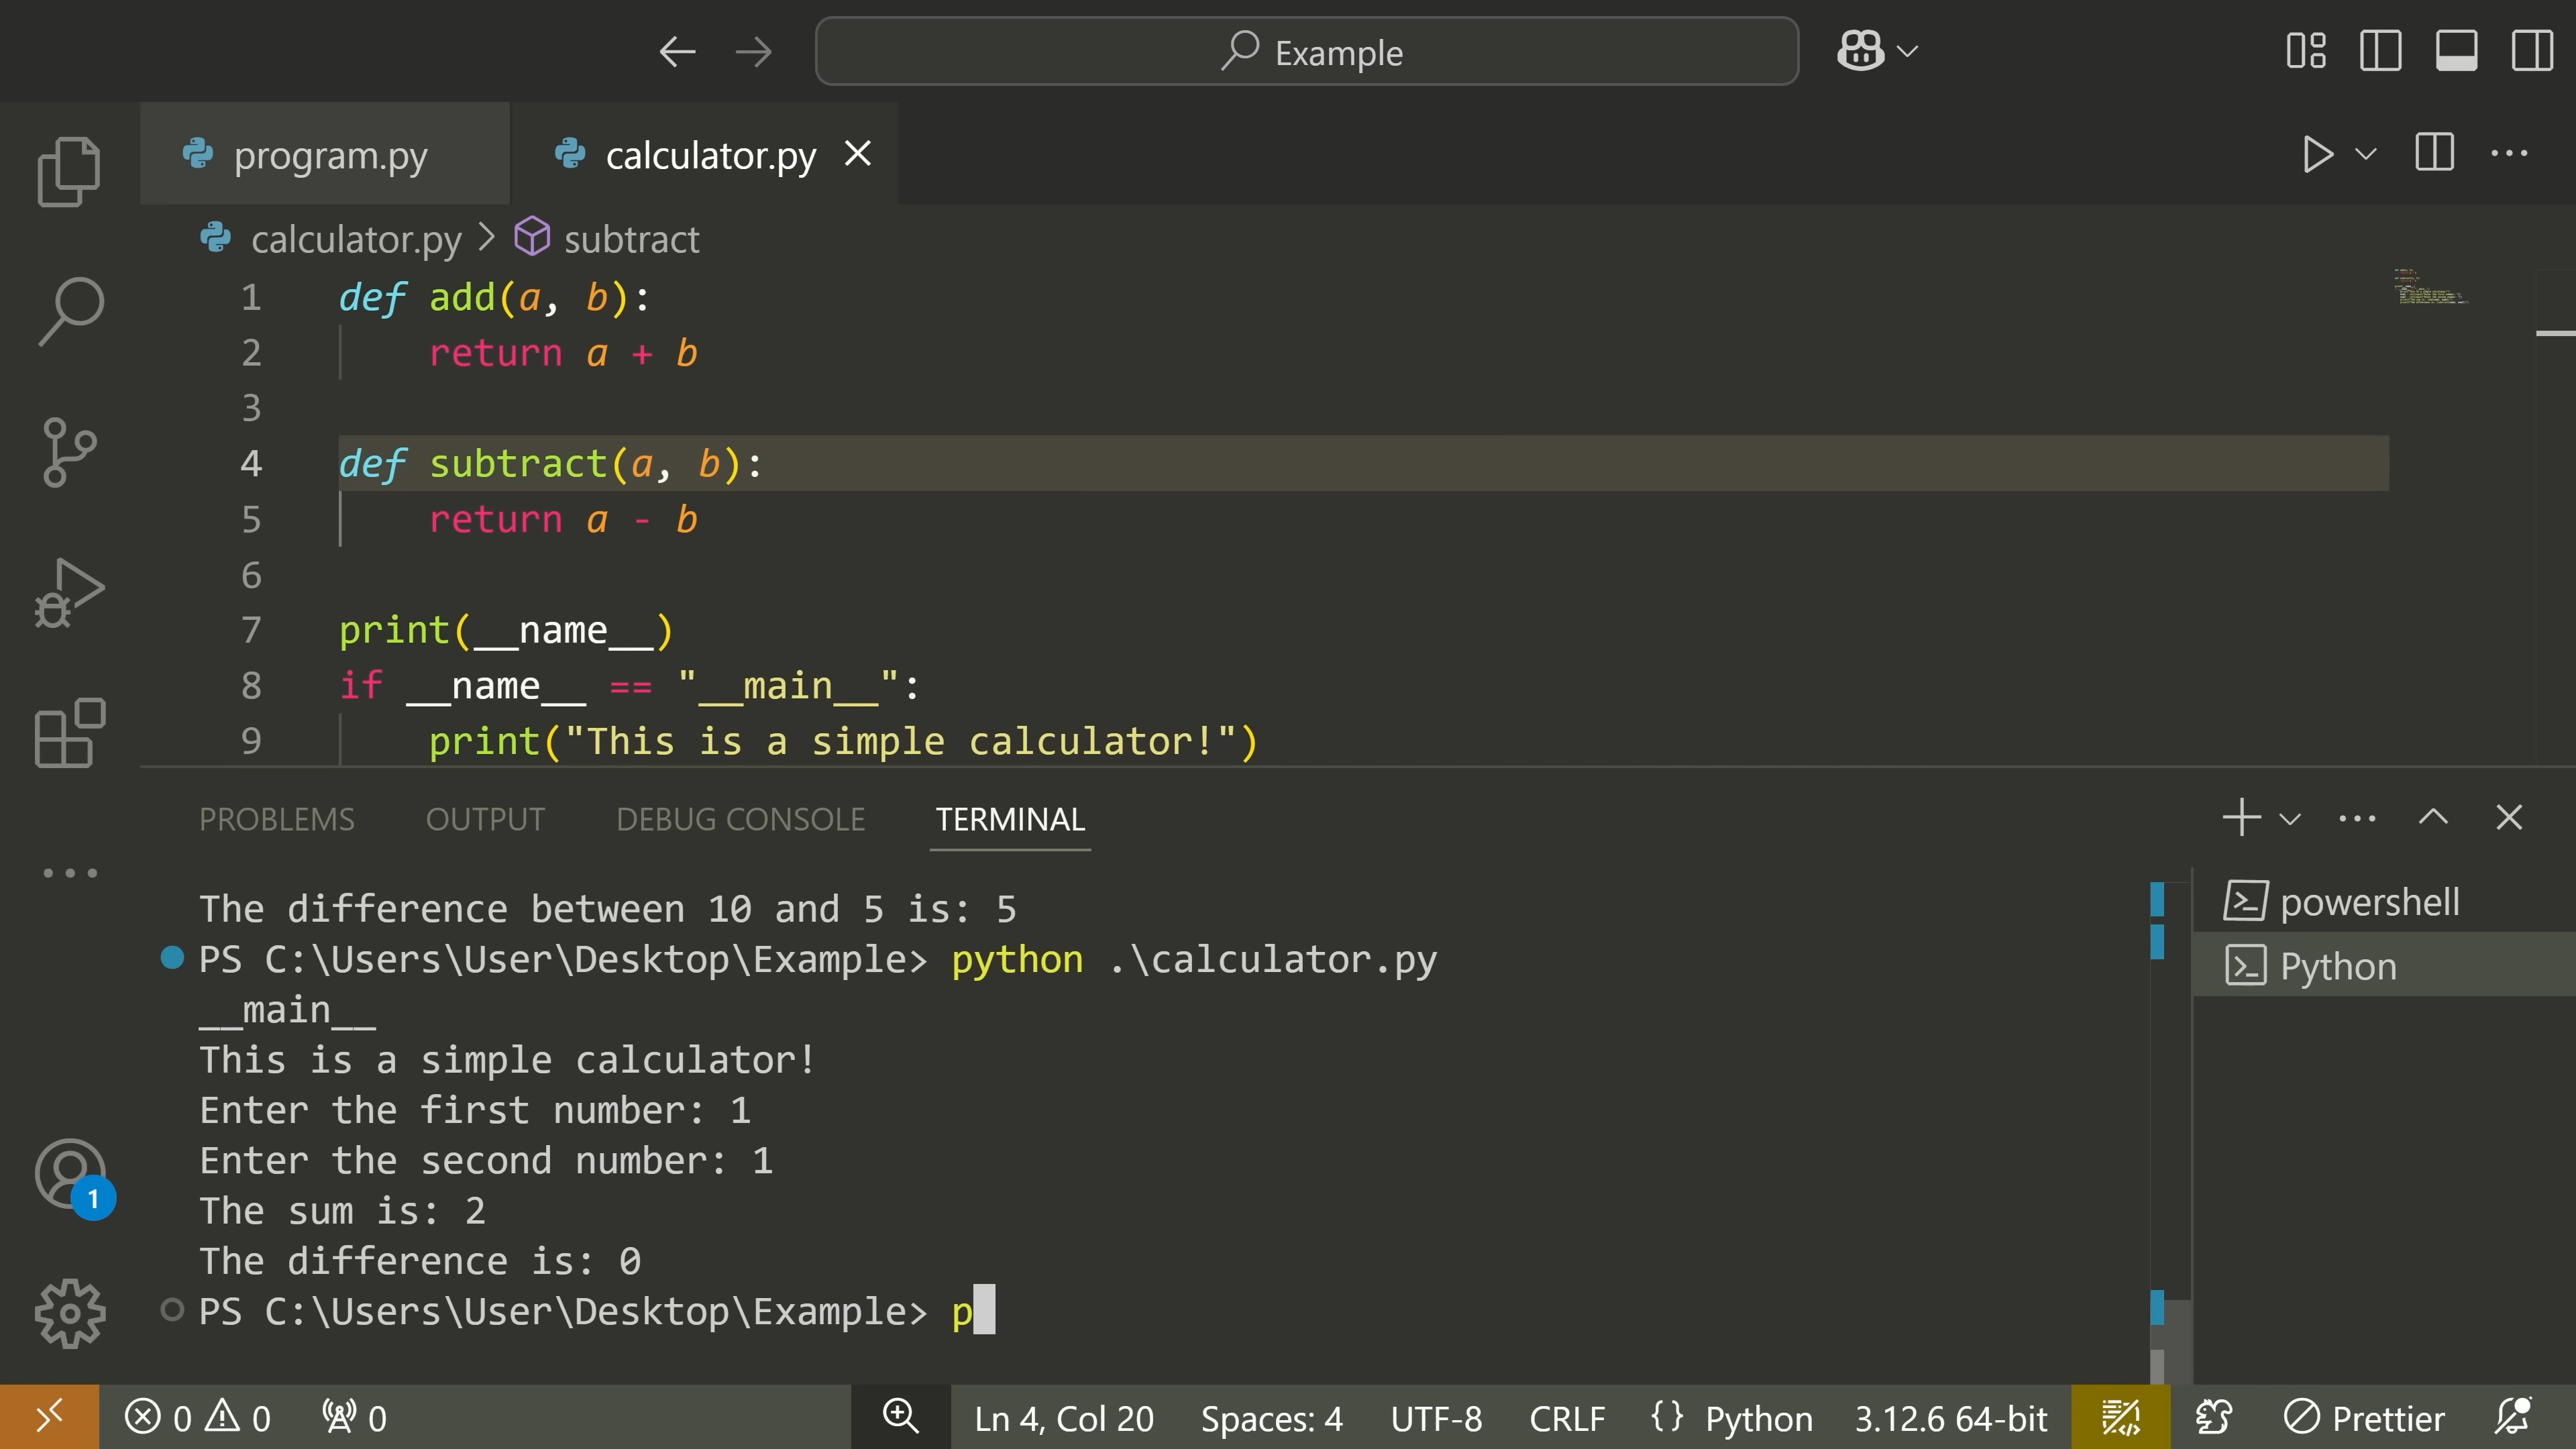 Example
program.py
calculator.py
calculator.py > subtract
1 def add(a, b):
2     return a + b
3
4 def subtract(a, b):
5     return a - b
6
7 print(__name__)
8 if __name__ == "__main__":
9     print("This is a simple calculator!")
PROBLEMS OUTPUT DEBUG CONSOLE TERMINAL
The difference between 10 and 5 is: 5
PS C:\Users\User\Desktop\Example> python .\calculator.py
__main__
This is a simple calculator!
Enter the first number: 1
Enter the second number: 1
The sum is: 2
The difference is: 0
PS C:\Users\User\Desktop\Example> p
powershell
Python
1
0 0 0 Ln 4, Col 20 Spaces: 4 UTF-8 CRLF {} Python 3.12.6 64-bit Prettier